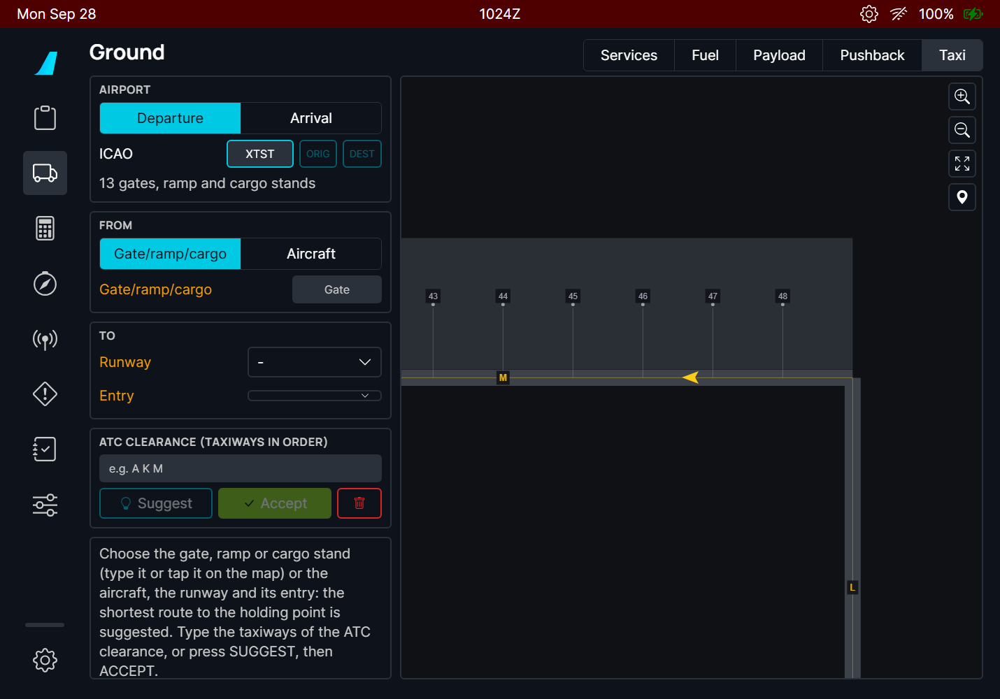 Mon Sep 28
1024Z
100%
Ground
Services
Fuel
Payload
Pushback
Taxi
AIRPORT
Departure
Arrival
ICAO
XTST
ORIG
DEST
13 gates, ramp and cargo stands
FROM
Gate/ramp/cargo
Aircraft
Gate/ramp/cargo
Gate
TO
Runway
-
Entry
ATC CLEARANCE (TAXIWAYS IN ORDER)
e.g. A K M
Suggest
Accept
Choose the gate, ramp or cargo stand
(type it or tap it on the map) or the
aircraft, the runway and its entry: the
shortest route to the holding point is
suggested. Type the taxiways of the ATC
clearance, or press SUGGEST, then
ACCEPT.
43
44
45
46
47
48
M
L